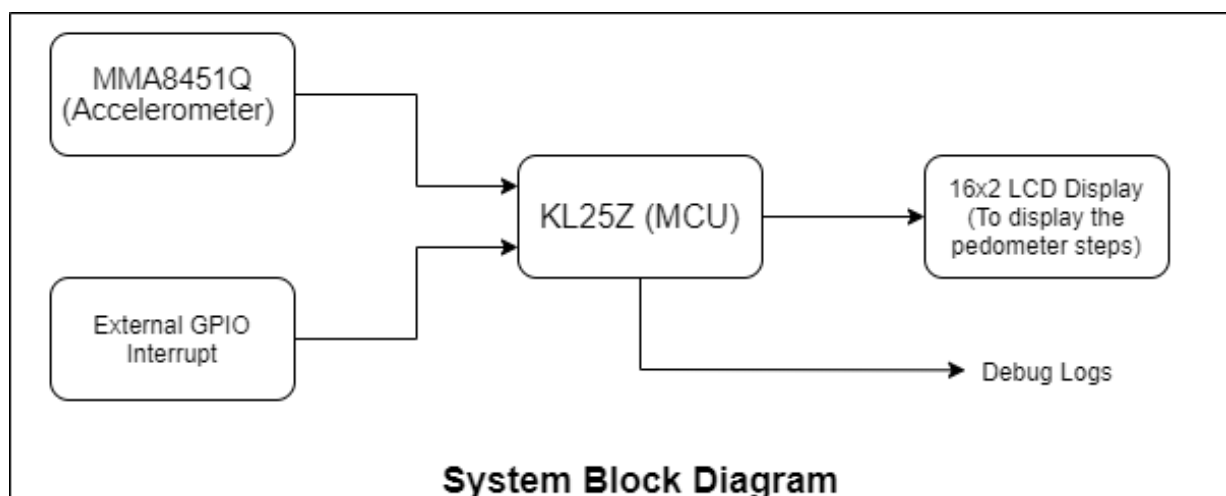 MMA8451Q
(Accelerometer)
External GPIO
Interrupt
KL25Z (MCU)
16x2 LCD Display
(To display the
pedometer steps)
Debug Logs
System Block Diagram